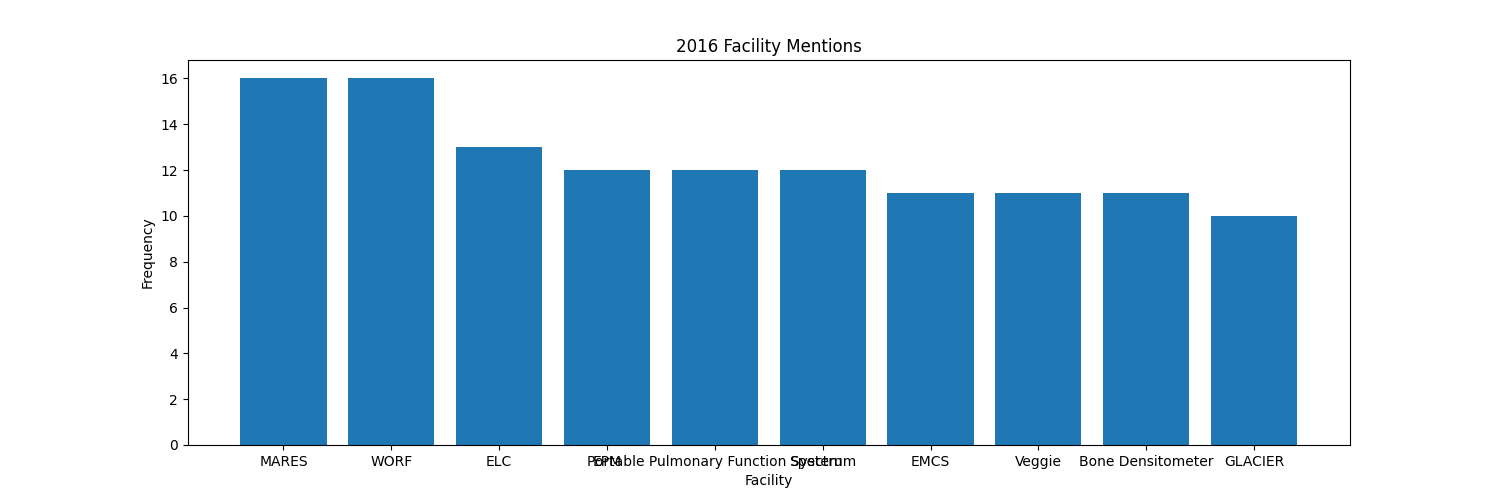 2016 Facility Mentions
Frequency
16
14
12
10
8
6
4
2
0
MARES
WORF
ELC
EPM
Portable Pulmonary Function System
Spectrum
EMCS
Veggie
Bone Densitometer
GLACIER
Facility